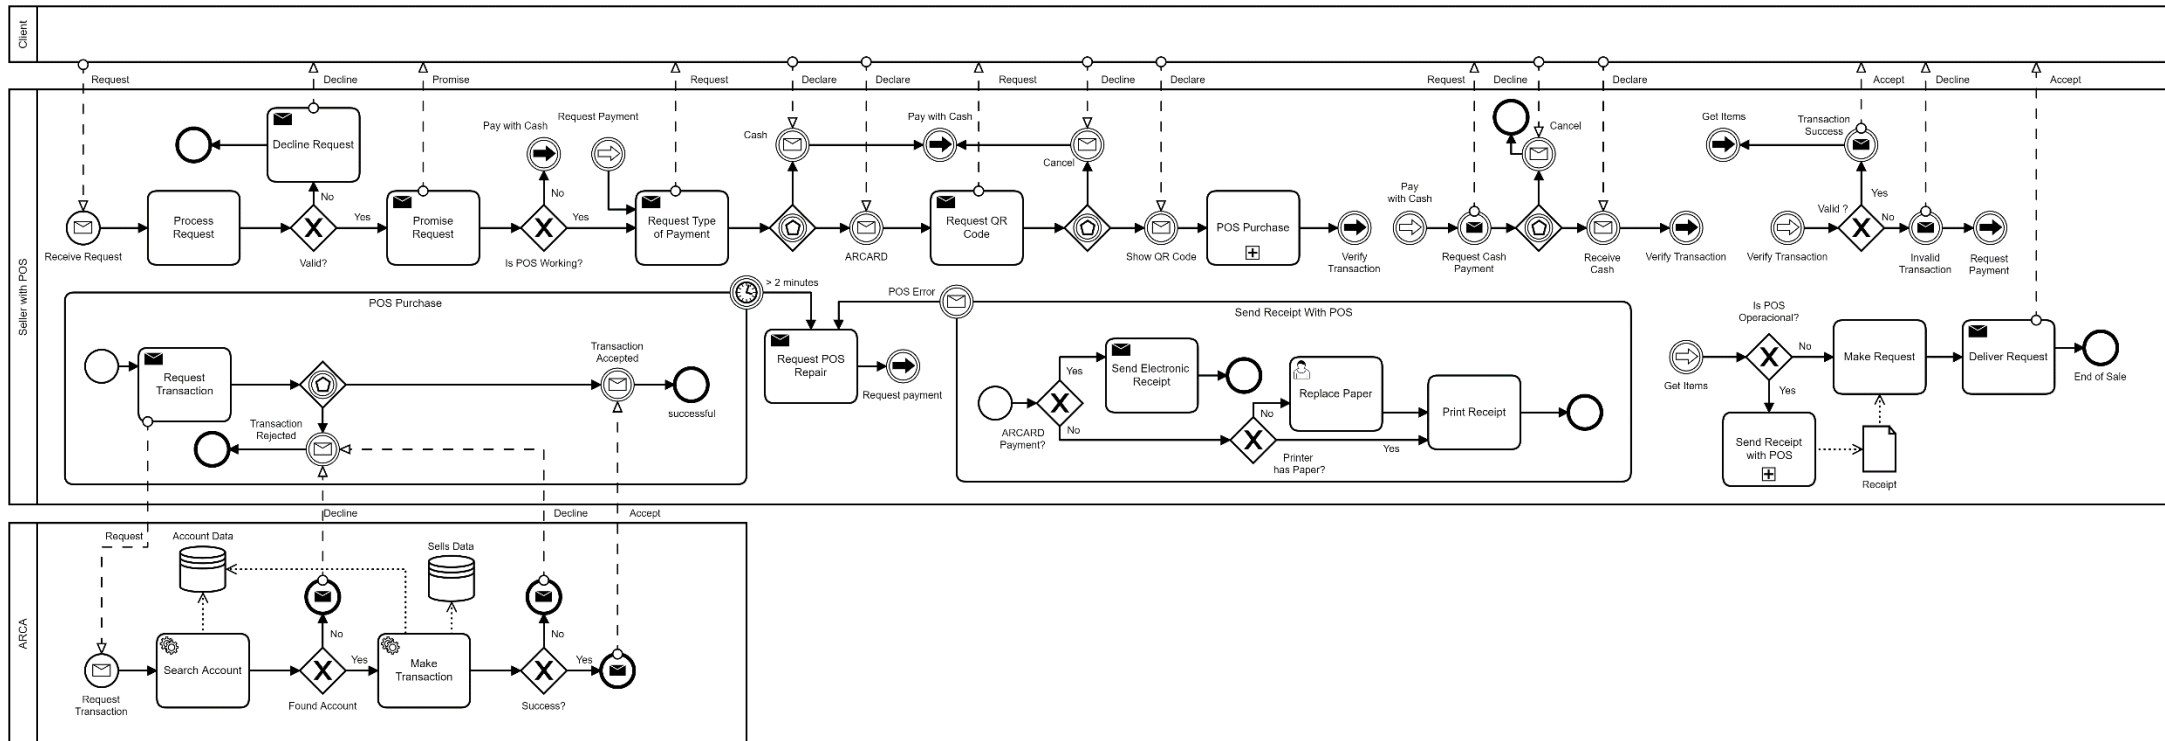 Client
Request
Decline
Promise
Request
Declare
Declare
Request
Decline
Declare
Request
Decline
Declare
Accept
Decline
Accept
Seller with POS
Receive Request
Process
Request
Decline Request
No
Yes
Valid?
Promise
Request
Pay with Cash
No
Yes
Is POS Working?
Request Payment
Request Type
of Payment
Cash
ARCARD
Pay with Cash
Request QR
Code
Cancel
Show QR Code
POS Purchase
Verify
Transaction
Pay
with Cash
Request Cash
Payment
Cancel
Receive
Cash
Verify Transaction
Verify Transaction
Valid ?
Yes
No
Get Items
Transaction
Success
Invalid
Transaction
Request
Payment
POS Purchase
> 2 minutes
Request
Transaction
Transaction
Accepted
successful
Transaction
Rejected
Request POS
Repair
Request payment
POS Error
Send Receipt With POS
ARCARD
Payment?
Yes
No
Send Electronic
Receipt
Replace Paper
No
Yes
Printer
has Paper?
Print Receipt
Get Items
Is POS
Operacional?
No
Yes
Make Request
Deliver Request
End of Sale
Send Receipt
with POS
Receipt
ARCA
Request
Decline
Decline
Accept
Account Data
Sells Data
Request
Transaction
Search Account
No
Yes
Found Account
Make
Transaction
No
Yes
Success?